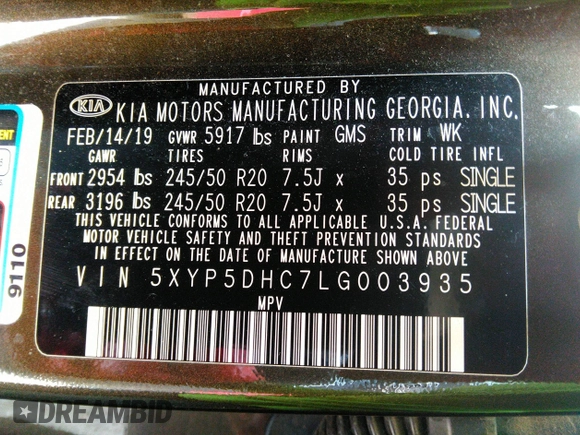 MANUFACTURED BY
KIA KIA MOTORS MANUFACTURING GEORGIA, INC.
FEB/14/19 GVWR 5917 lbs PAINT GMS TRIM WK
GAWR TIRES RIMS COLD TIRE INFL
FRONT 2954 lbs 245/50 R20 7.5J x 35 ps SINGLE
REAR 3196 lbs 245/50 R20 7.5J x 35 ps SINGLE
THIS VEHICLE CONFORMS TO ALL APPLICABLE U.S.A. FEDERAL
MOTOR VEHICLE SAFETY AND THEFT PREVENTION STANDARDS
IN EFFECT ON THE DATE OF MANUFACTURE SHOWN ABOVE
VIN 5XYP5DHC7LG003935
MPV
9110
DREAMBID